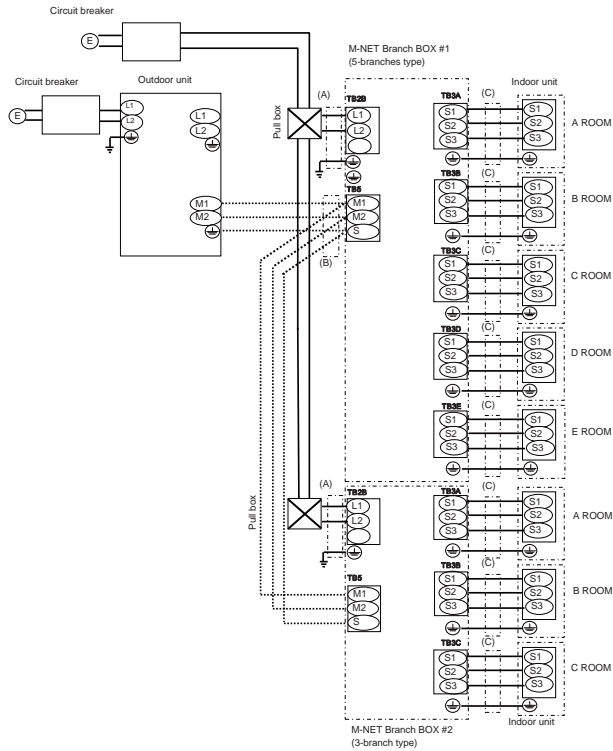 Circuit breaker
E
Circuit breaker
E
Outdoor unit
L1
L2
L1
L2
M1
M2
Pull box
(A)
(B)
M-NET Branch BOX #1
(5-branches type)
TB2B
L1
L2
TB5
M1
M2
S
Indoor unit
TB3A
(C)
S1
S2
S3
S1
S2
S3
A ROOM
TB3B
(C)
S1
S2
S3
S1
S2
S3
B ROOM
TB3C
(C)
S1
S2
S3
S1
S2
S3
C ROOM
TB3D
(C)
S1
S2
S3
S1
S2
S3
D ROOM
TB3E
(C)
S1
S2
S3
S1
S2
S3
E ROOM
Pull box
(A)
TB2B
L1
L2
TB5
M1
M2
S
TB3A
(C)
S1
S2
S3
S1
S2
S3
A ROOM
TB3B
(C)
S1
S2
S3
S1
S2
S3
B ROOM
TB3C
(C)
S1
S2
S3
S1
S2
S3
C ROOM
Indoor unit
M-NET Branch BOX #2
(3-branch type)